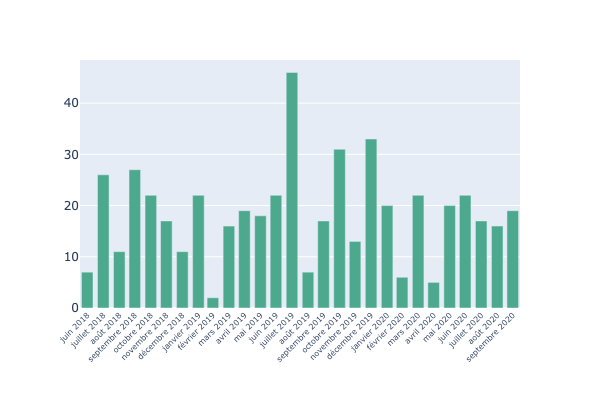 40
30
20
10
0
juin 2018
juillet 2018
août 2018
septembre 2018
octobre 2018
novembre 2018
décembre 2018
janvier 2019
février 2019
mars 2019
avril 2019
mai 2019
juin 2019
juillet 2019
août 2019
septembre 2019
octobre 2019
novembre 2019
décembre 2019
janvier 2020
février 2020
mars 2020
avril 2020
mai 2020
juin 2020
juillet 2020
août 2020
septembre 2020